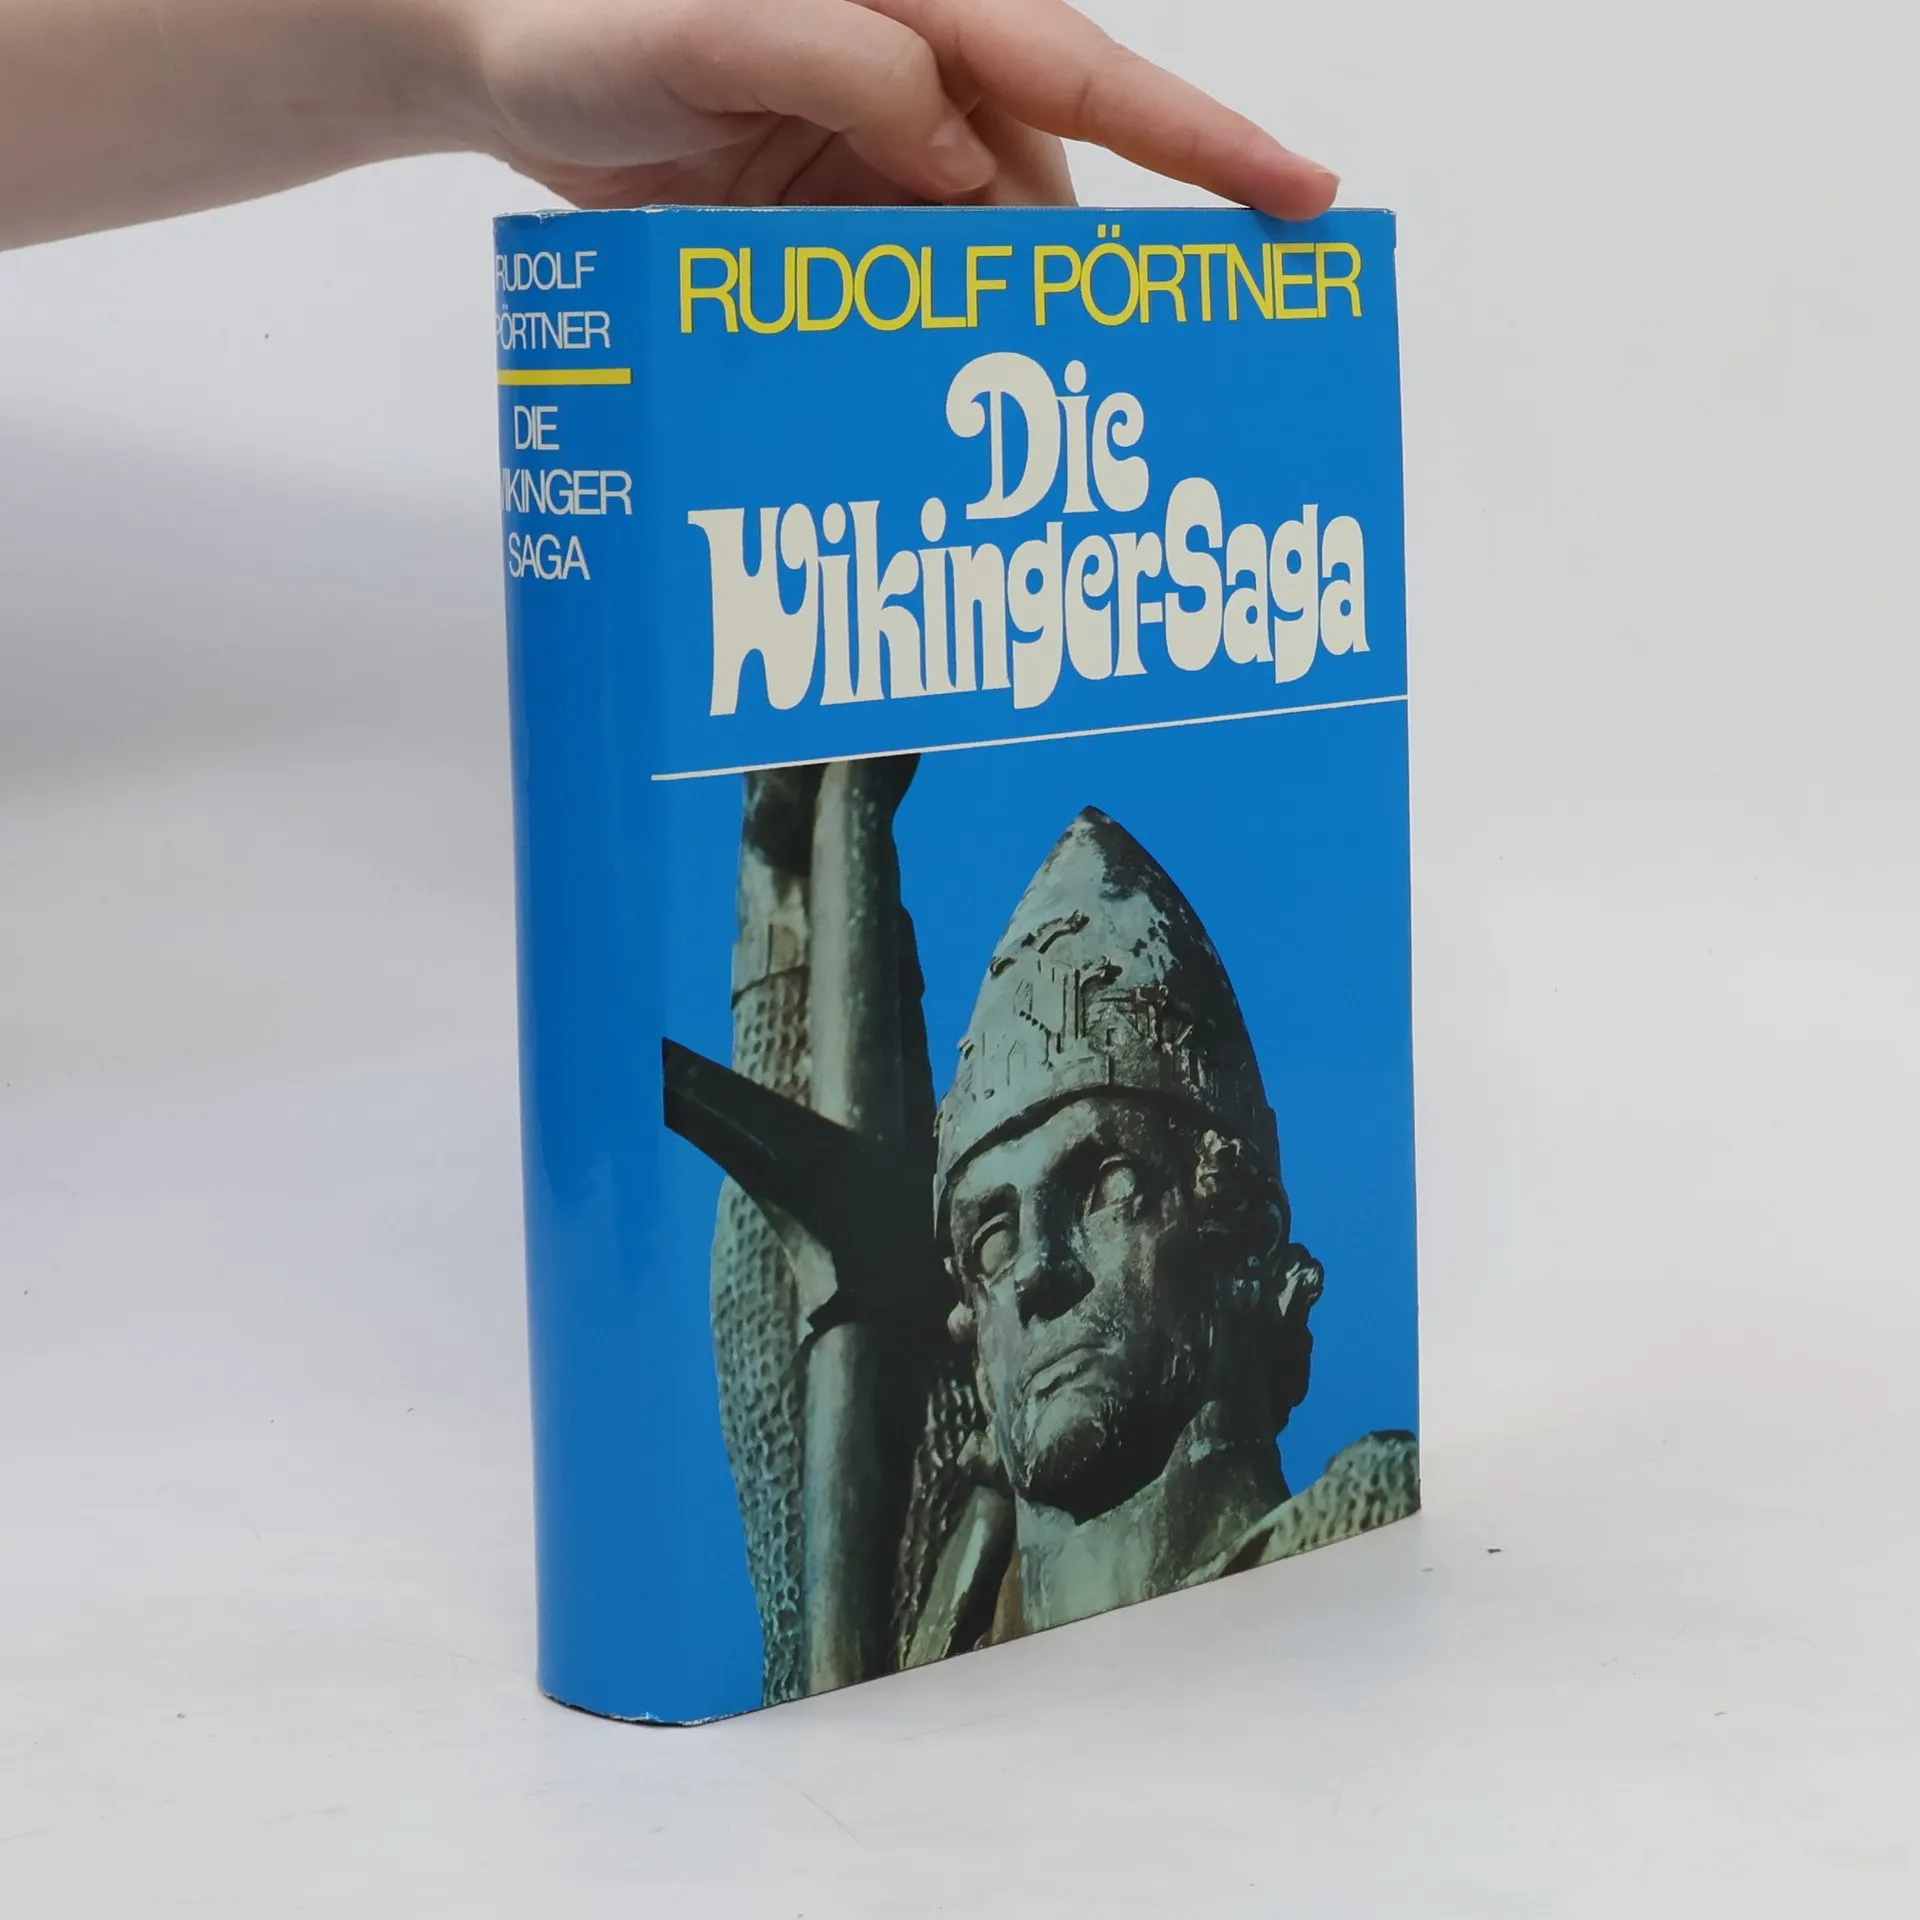 RUDOLF
PÖRTNER
DIE
WIKINGER
SAGA
RUDOLF PÖRTNER
Die
Wikinger-Saga